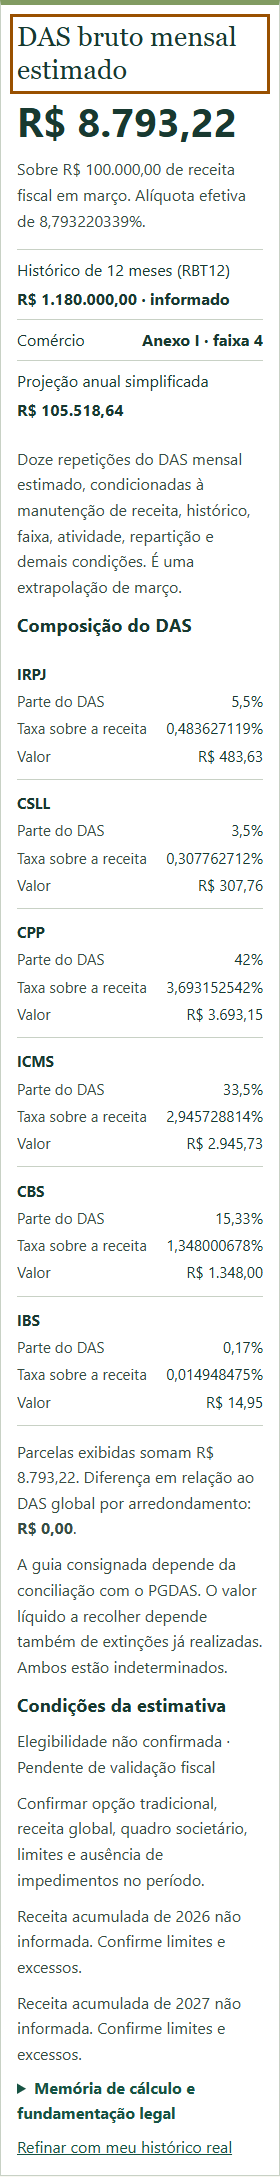 DAS bruto mensal
estimado
R$ 8.793,22
Sobre R$ 100.000,00 de receita
fiscal em março. Alíquota efetiva
de 8,793220339%.
Histórico de 12 meses (RBT12)
R$ 1.180.000,00 · informado
Comércio Anexo I · faixa 4
Projeção anual simplificada
R$ 105.518,64
Doze repetições do DAS mensal
estimado, condicionadas à
manutenção de receita, histórico,
faixa, atividade, repartição e
demais condições. É uma
extrapolação de março.
Composição do DAS
IRPJ
Parte do DAS 5,5%
Taxa sobre a receita 0,483627119%
Valor R$ 483,63
CSLL
Parte do DAS 3,5%
Taxa sobre a receita 0,307762712%
Valor R$ 307,76
CPP
Parte do DAS 42%
Taxa sobre a receita 3,693152542%
Valor R$ 3.693,15
ICMS
Parte do DAS 33,5%
Taxa sobre a receita 2,945728814%
Valor R$ 2.945,73
CBS
Parte do DAS 15,33%
Taxa sobre a receita 1,348000678%
Valor R$ 1.348,00
IBS
Parte do DAS 0,17%
Taxa sobre a receita 0,014948475%
Valor R$ 14,95
Parcelas exibidas somam R$
8.793,22. Diferença em relação ao
DAS global por arredondamento:
R$ 0,00.
A guia consignada depende da
conciliação com o PGDAS. O valor
líquido a recolher depende
também de extinções já realizadas.
Ambos estão indeterminados.
Condições da estimativa
Elegibilidade não confirmada ·
Pendente de validação fiscal
Confirmar opção tradicional,
receita global, quadro societário,
limites e ausência de
impedimentos no período.
Receita acumulada de 2026 não
informada. Confirme limites e
excessos.
Receita acumulada de 2027 não
informada. Confirme limites e
excessos.
▶ Memória de cálculo e
fundamentação legal
Refinar com meu histórico real